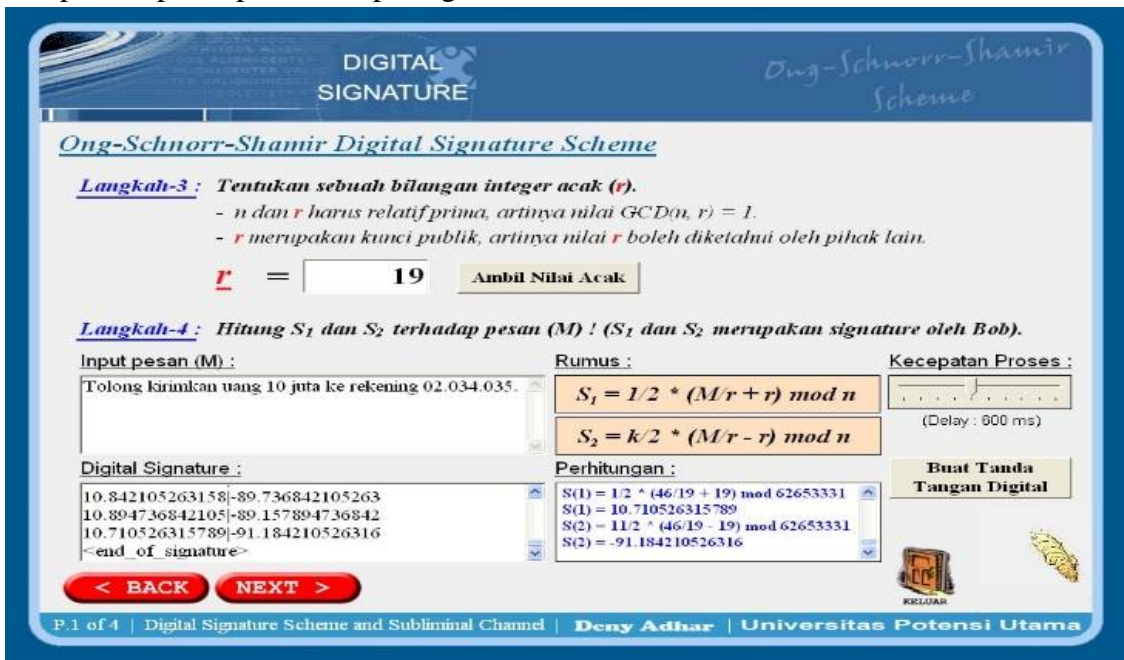 DIGITAL
SIGNATURE
Ong-Schnorr-Shamir
Scheme
Ong-Schnorr-Shamir Digital Signature Scheme
Langkah-3 : Tentukan sebuah bilangan integer acak (r).
- n dan r harus relatif prima, artinya nilai GCD(n, r) = 1.
- r merupakan kunci publik, artinya nilai r boleh diketahui oleh pihak lain.
r = 19 Ambil Nilai Acak
Langkah-4 : Hitung S1 dan S2 terhadap pesan (M) ! (S1 dan S2 merupakan signature oleh Bob).
Input pesan (M) : Rumus : Kecepatan Proses :
Tolong kirimkan uang 10 juta ke rekening 02.034.035.
S1 = 1/2 * (M/r + r) mod n
(Delay : 600 ms)
S2 = k/2 * (M/r - r) mod n
Digital Signature : Perhitungan : Buat Tanda
Tangan Digital
10.842105263158|-89.736842105263
10.894736842105|-89.157894736842
10.710526315789|-91.184210526316
<end_of_signature>
S(1) = 1/2 * (46/19 + 19) mod 62653331
S(1) = 10.710526315789
S(2) = 11/2 * (46/19 - 19) mod 62653331
S(2) = -91.184210526316
< BACK NEXT >
KELUAR
P.1 of 4 | Digital Signature Scheme and Subliminal Channel | Deny Adhar | Universitas Potensi Utama